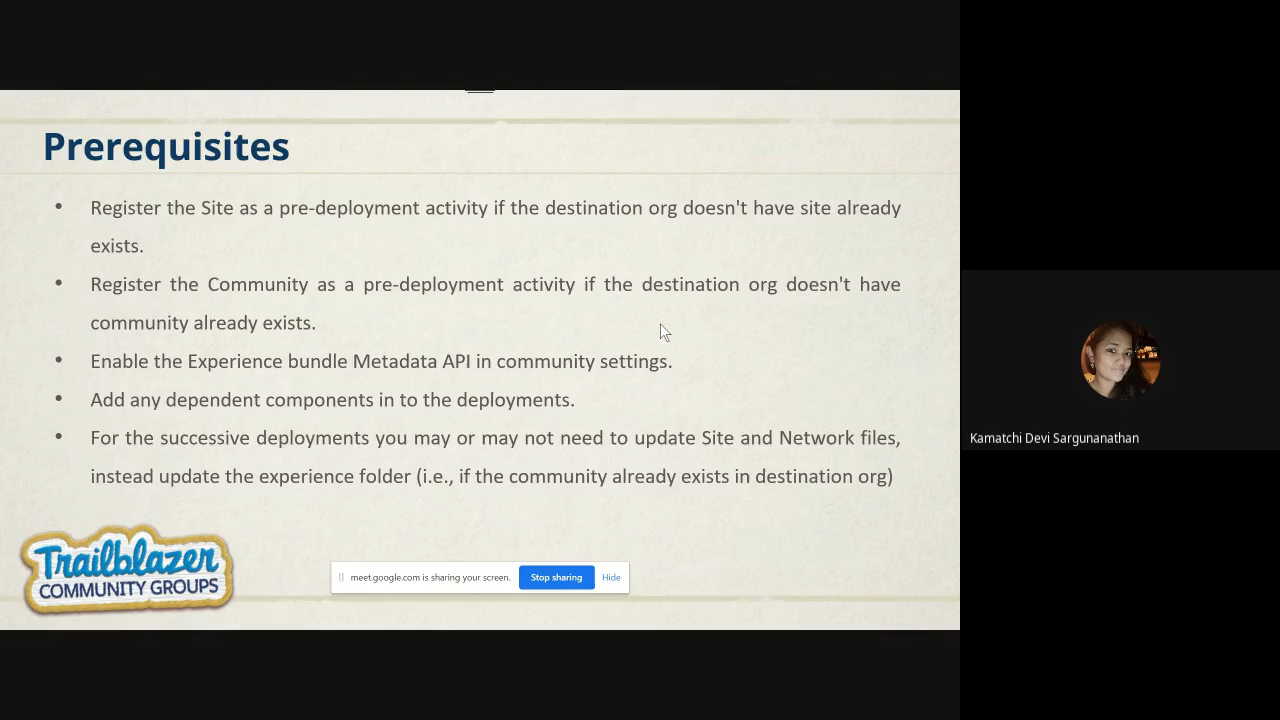 Prerequisites
• Register the Site as a pre-deployment activity if the destination org doesn't have site already
exists.
• Register the Community as a pre-deployment activity if the destination org doesn't have
community already exists.
• Enable the Experience bundle Metadata API in community settings.
• Add any dependent components in to the deployments.
• For the successive deployments you may or may not need to update Site and Network files,
instead update the experience folder (i.e., if the community already exists in destination org)
Trailblazer
COMMUNITY GROUPS
meet.google.com is sharing your screen.
Stop sharing
Hide
Kamatchi Devi Sargunanathan